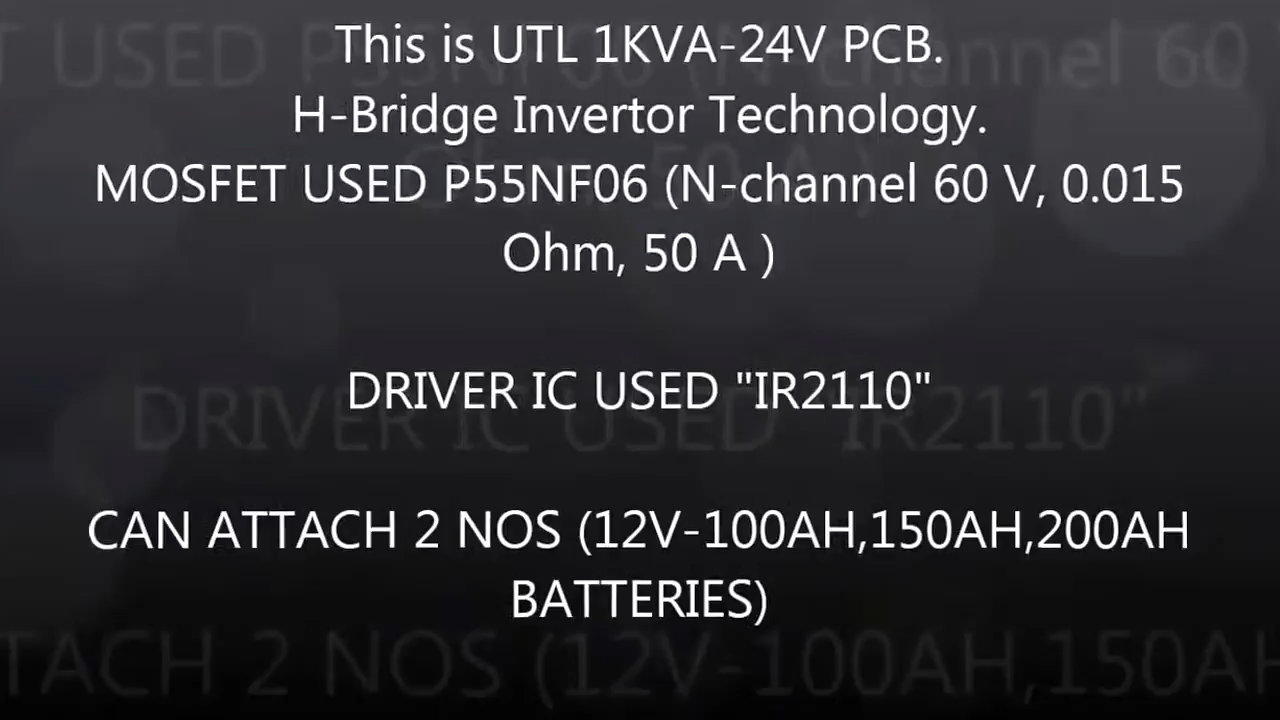 This is UTL 1KVA-24V PCB.
H-Bridge Invertor Technology.
MOSFET USED P55NF06 (N-channel 60 V, 0.015
Ohm, 50 A )
DRIVER IC USED "IR2110"
CAN ATTACH 2 NOS (12V-100AH,150AH,200AH
BATTERIES)